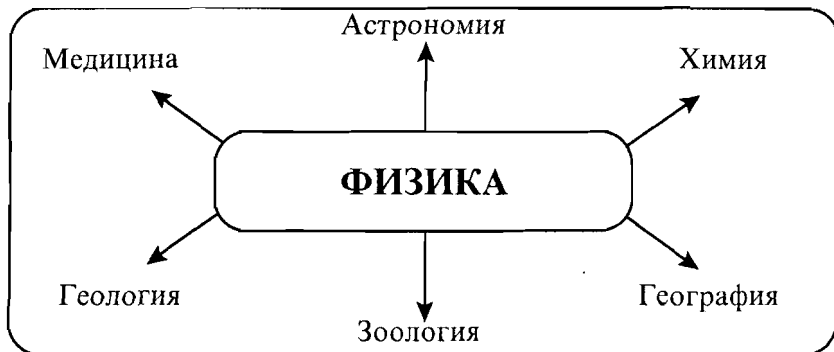 Астрономия
Медицина
Химия
ФИЗИКА
Геология
География
Зоология